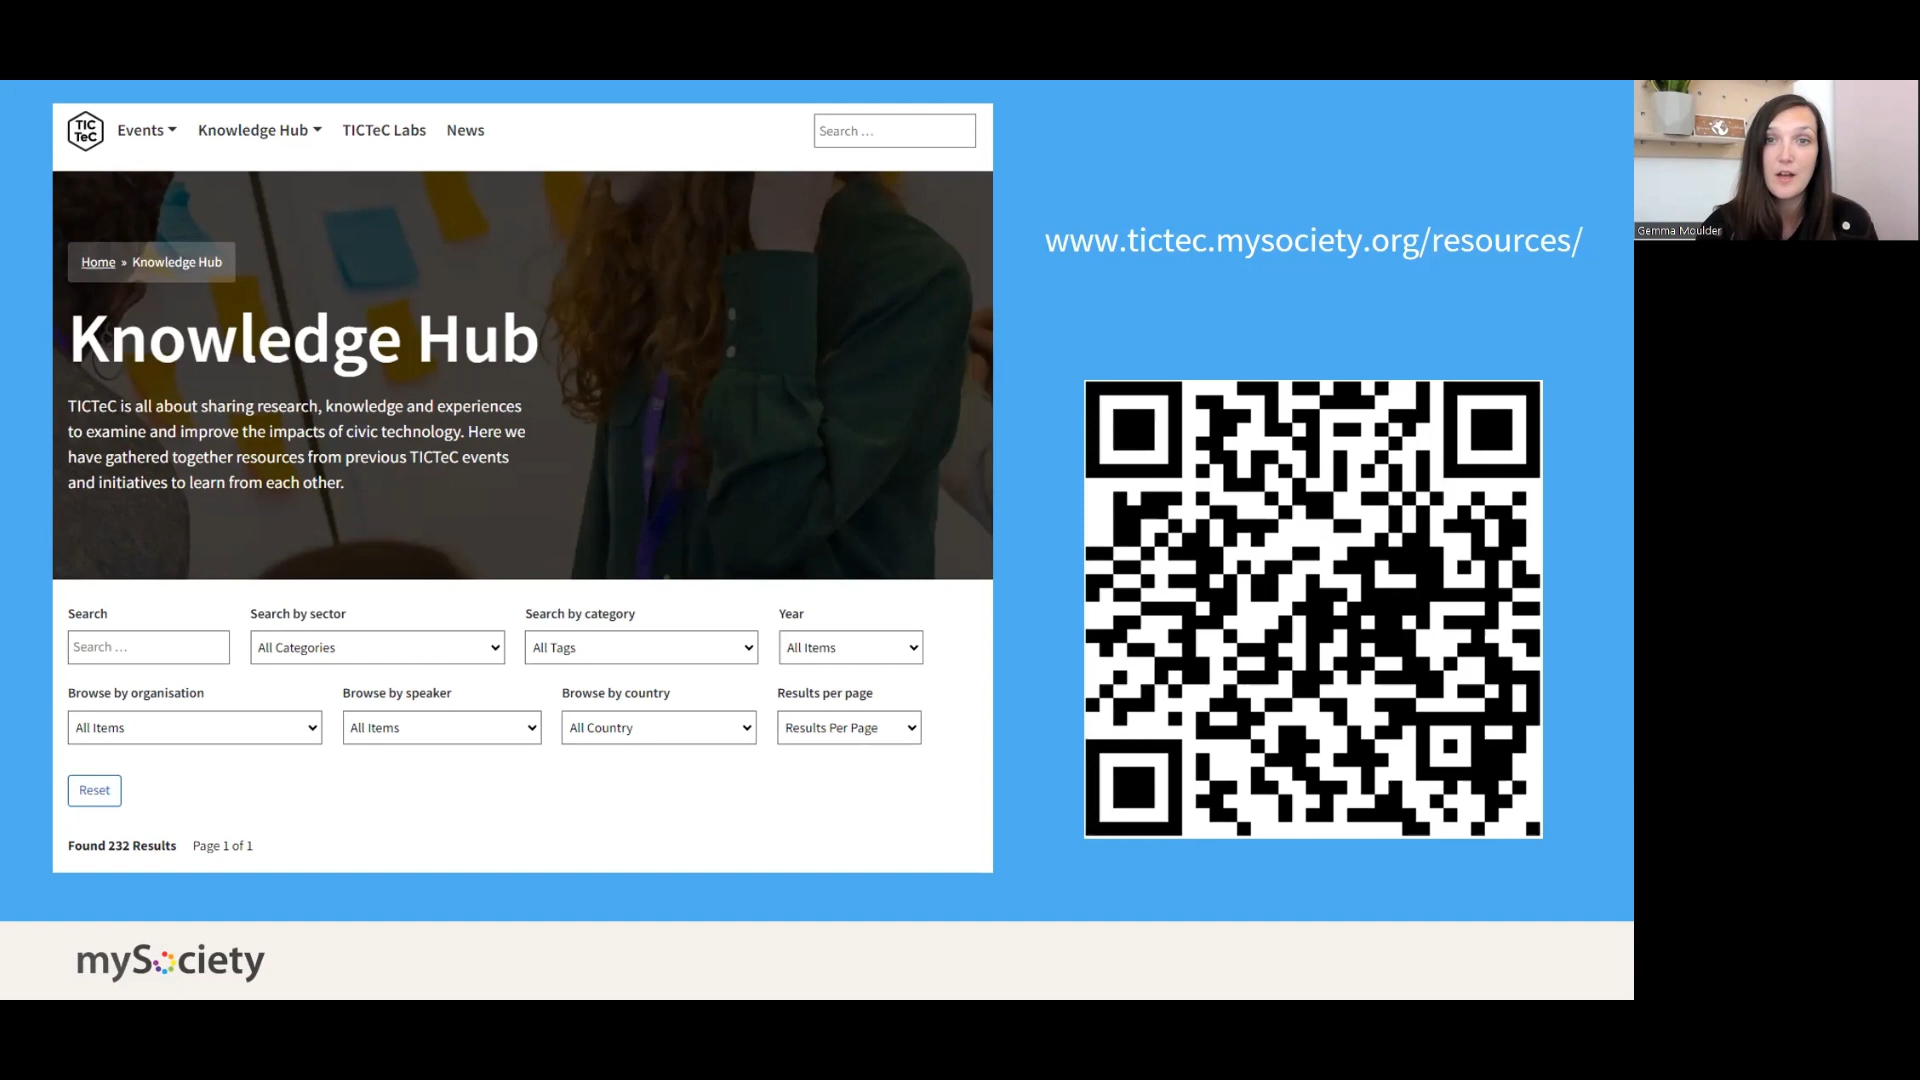 TIC
TeC
Events
Knowledge Hub
TICTeC Labs
News
Search ...
Home » Knowledge Hub
Knowledge Hub
TICTeC is all about sharing research, knowledge and experiences
to examine and improve the impacts of civic technology. Here we
have gathered together resources from previous TICTeC events
and initiatives to learn from each other.
Search
Search by sector
Search by category
Year
Search ...
All Categories
All Tags
All Items
Browse by organisation
Browse by speaker
Browse by country
Results per page
All Items
All Items
All Country
Results Per Page
Reset
Found 232 Results
Page 1 of 1
www.tictec.mysociety.org/resources/
Gemma Moulder
mySociety